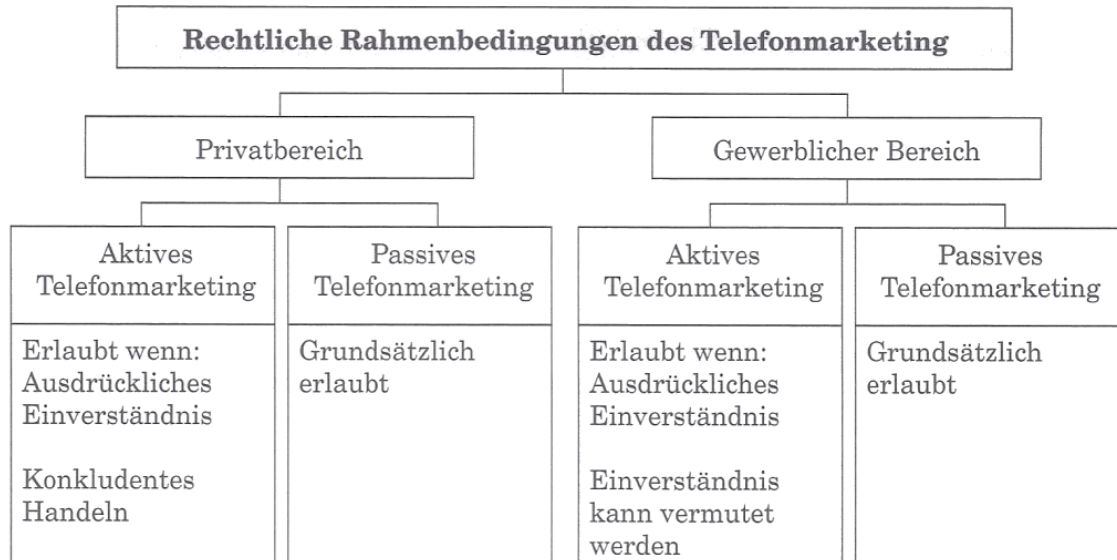 Rechtliche Rahmenbedingungen des Telefonmarketing
Privatbereich
Gewerblicher Bereich
Aktives
Telefonmarketing
Passives
Telefonmarketing
Aktives
Telefonmarketing
Passives
Telefonmarketing
Erlaubt wenn:
Ausdrückliches
Einverständnis
Konkludentes
Handeln
Grundsätzlich
erlaubt
Erlaubt wenn:
Ausdrückliches
Einverständnis
Einverständnis
kann vermutet
werden
Grundsätzlich
erlaubt